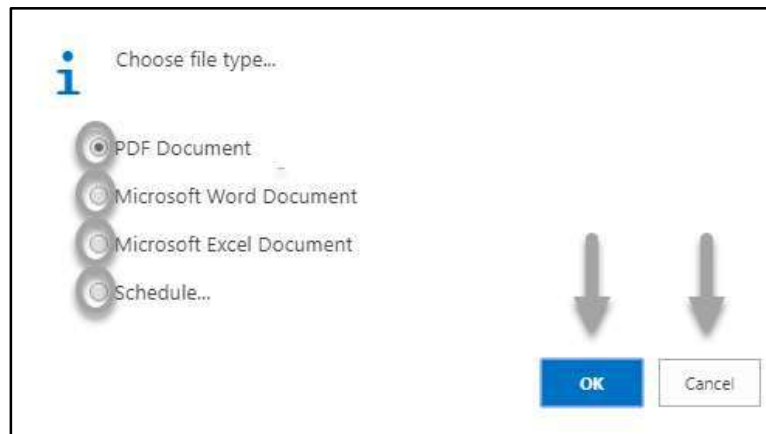 Choose file type...
PDF Document
Microsoft Word Document
Microsoft Excel Document
Schedule...
OK
Cancel